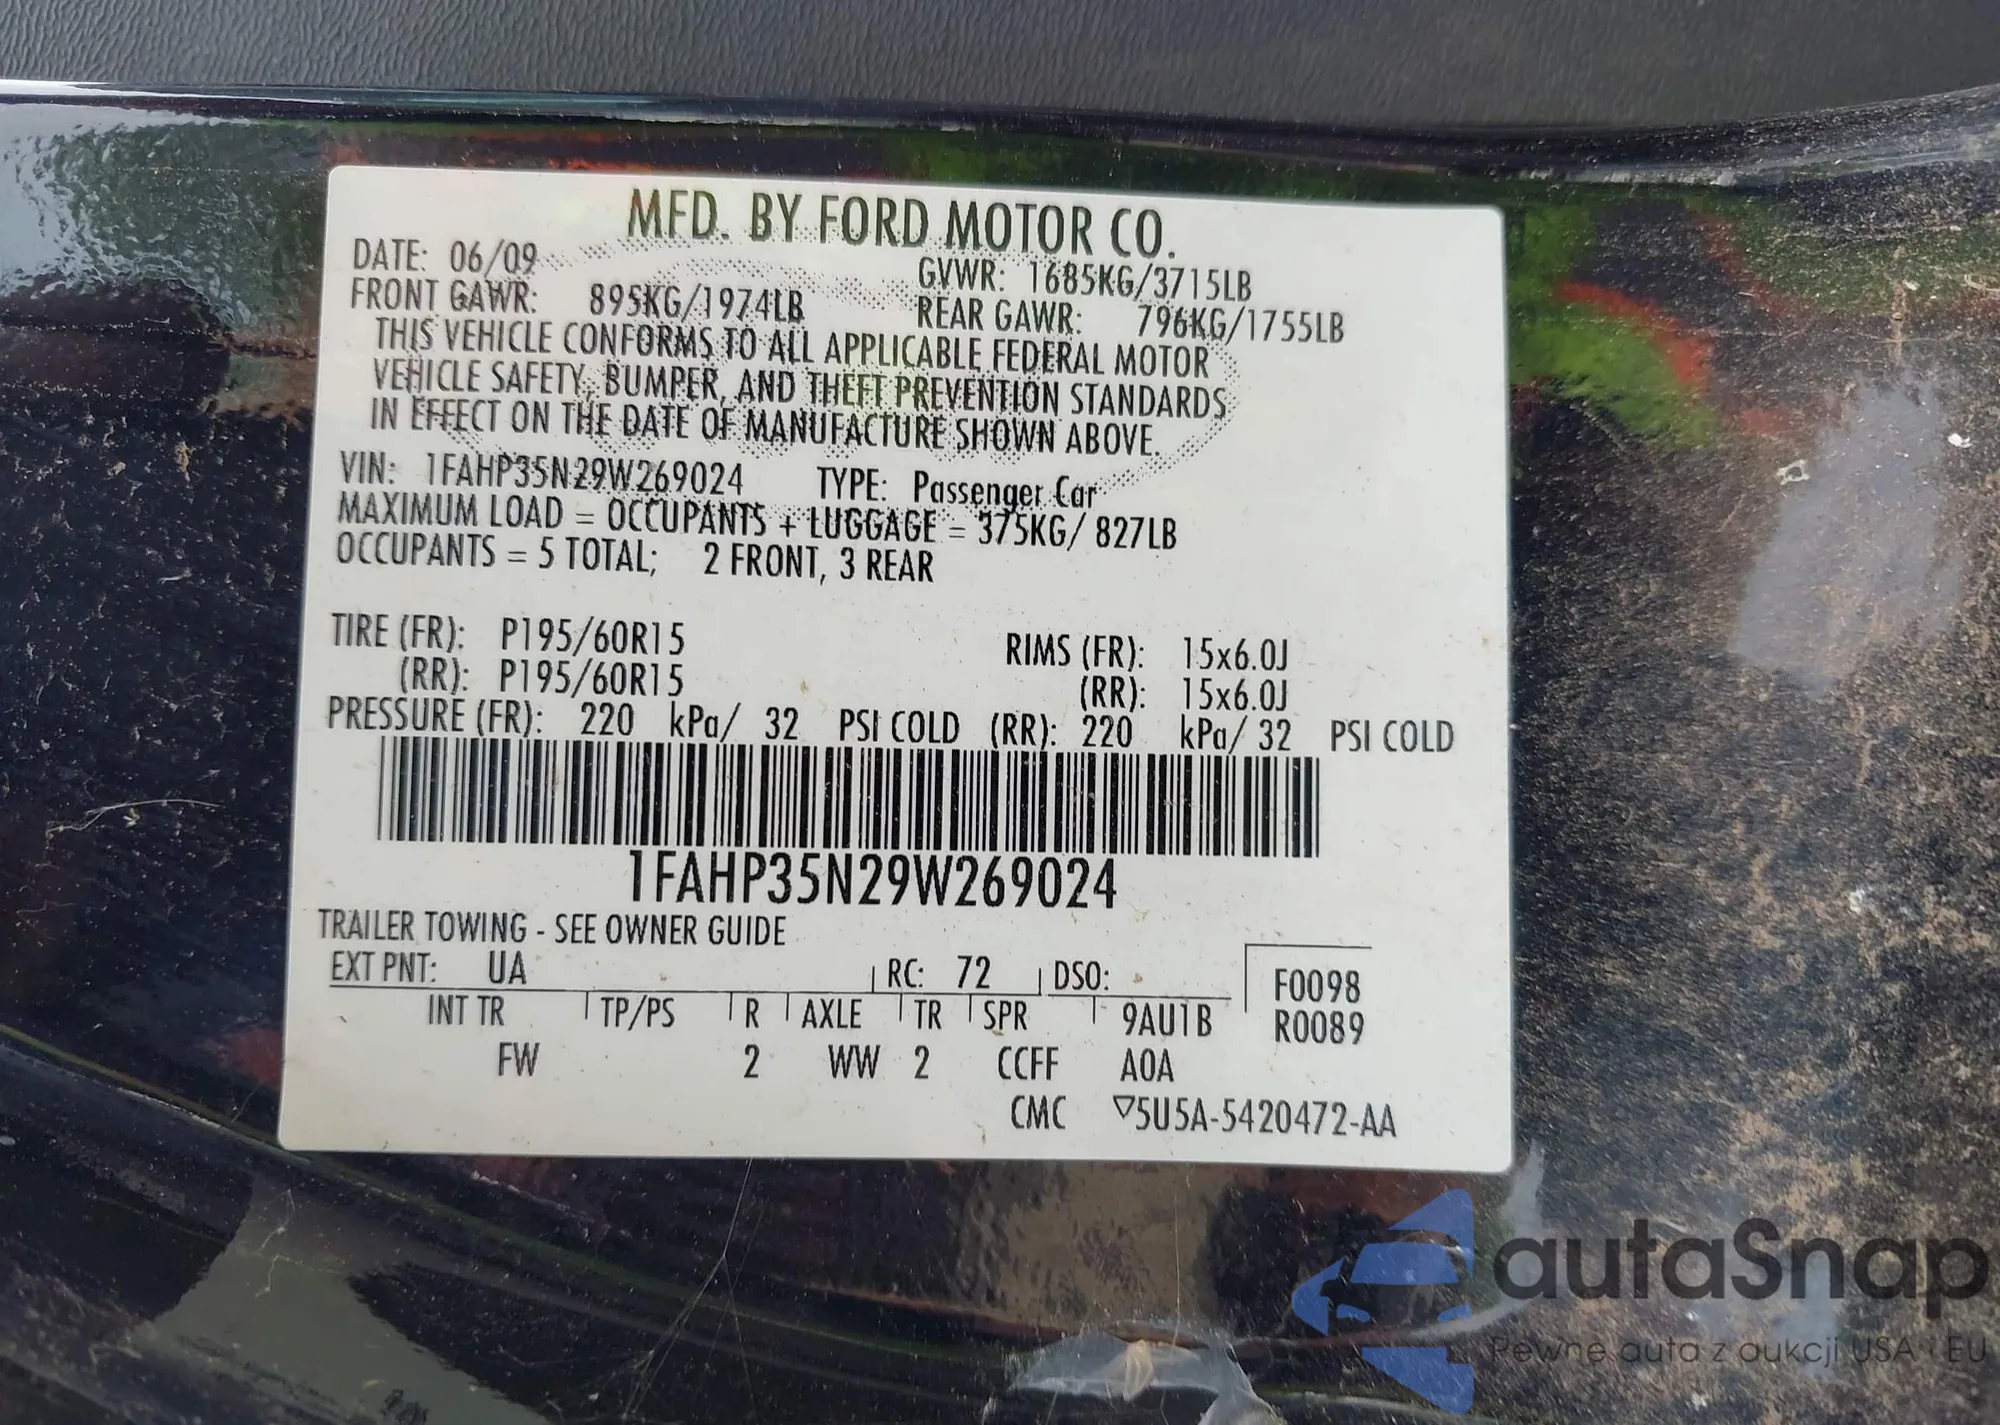 MFD. BY FORD MOTOR CO.
DATE: 06/09 GVWR: 1685KG/3715LB
FRONT GAWR: 895KG/1974LB REAR GAWR: 796KG/1755LB
THIS VEHICLE CONFORMS TO ALL APPLICABLE FEDERAL MOTOR
VEHICLE SAFETY, BUMPER, AND THEFT PREVENTION STANDARDS
IN EFFECT ON THE DATE OF MANUFACTURE SHOWN ABOVE.
VIN: 1FAHP35N29W269024 TYPE: Passenger Car
MAXIMUM LOAD = OCCUPANTS + LUGGAGE = 375KG/ 827LB
OCCUPANTS = 5 TOTAL; 2 FRONT, 3 REAR
TIRE (FR): P195/60R15 RIMS (FR): 15x6.0J
(RR): P195/60R15 (RR): 15x6.0J
PRESSURE (FR): 220 kPa/ 32 PSI COLD (RR): 220 kPa/ 32 PSI COLD
1FAHP35N29W269024
TRAILER TOWING - SEE OWNER GUIDE
EXT PNT: UA RC: 72 DSO: F0098
INT TR TP/PS R AXLE TR SPR 9AU1B R0089
FW 2 WW 2 CCFF A0A
CMC ▽5U5A-5420472-AA
autaSnap
Pewne auta z aukcji USA i EU